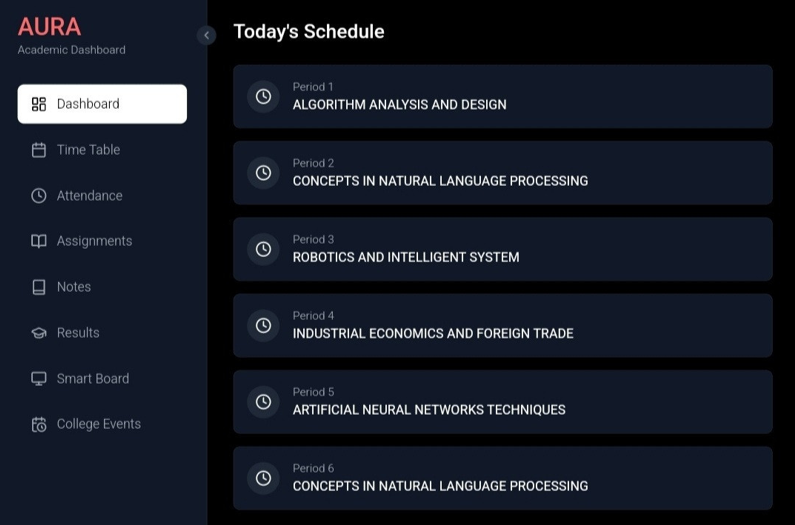 AURA
Academic Dashboard
Dashboard
Time Table
Attendance
Assignments
Notes
Results
Smart Board
College Events
Today's Schedule
Period 1
ALGORITHM ANALYSIS AND DESIGN
Period 2
CONCEPTS IN NATURAL LANGUAGE PROCESSING
Period 3
ROBOTICS AND INTELLIGENT SYSTEM
Period 4
INDUSTRIAL ECONOMICS AND FOREIGN TRADE
Period 5
ARTIFICIAL NEURAL NETWORKS TECHNIQUES
Period 6
CONCEPTS IN NATURAL LANGUAGE PROCESSING